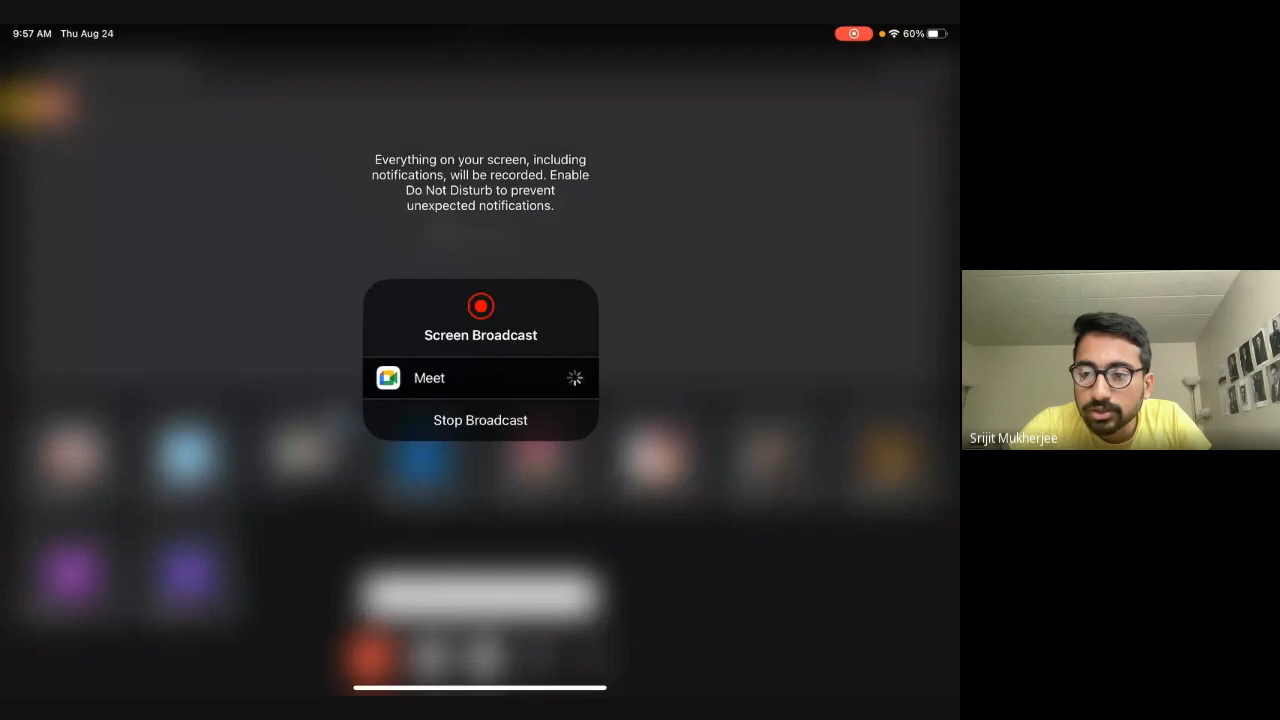 9:57 AM Thu Aug 24
60%
Everything on your screen, including
notifications, will be recorded. Enable
Do Not Disturb to prevent
unexpected notifications.
Screen Broadcast
Meet
Stop Broadcast
Srijit Mukherjee